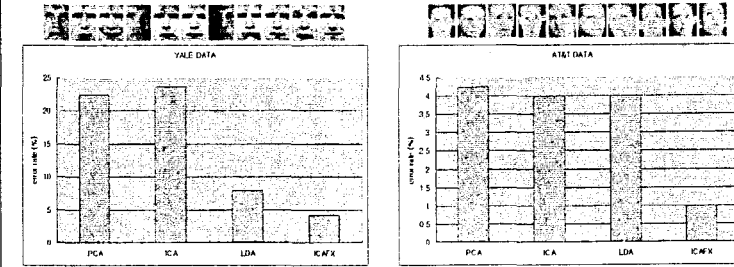 YALE DATA
25
20
15
10
5
0
error rate (%)
PCA ICA LDA ICAFX
AT&T DATA
4.5
4
3.5
3
2.5
2
1.5
1
0.5
0
error rate (%)
PCA ICA LDA ICAFX